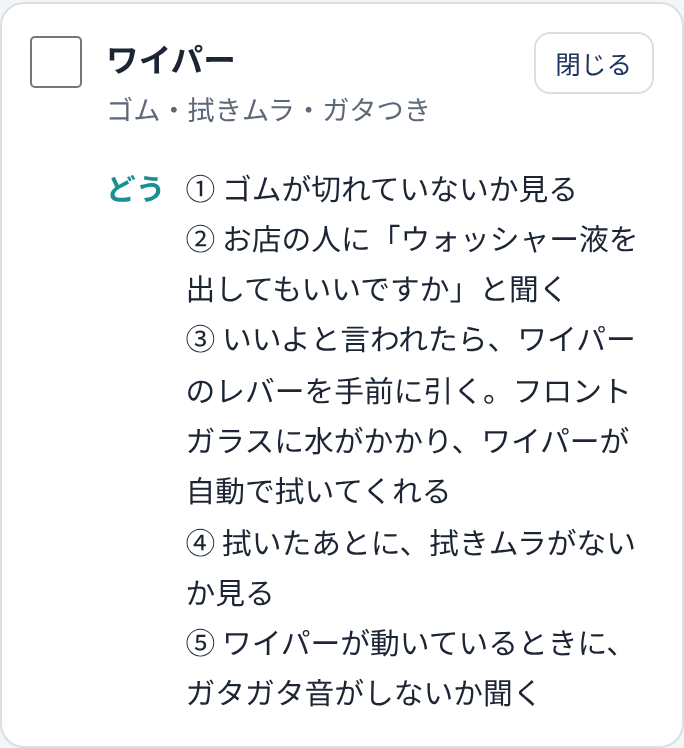 ワイパー
閉じる
ゴム・拭きムラ・ガタつき
どう ① ゴムが切れていないか見る
② お店の人に「ウォッシャー液を
出してもいいですか」と聞く
③ いいよと言われたら、ワイパー
のレバーを手前に引く。フロント
ガラスに水がかかり、ワイパーが
自動で拭いてくれる
④ 拭いたあとに、拭きムラがない
か見る
⑤ ワイパーが動いているときに、
ガタガタ音がしないか聞く